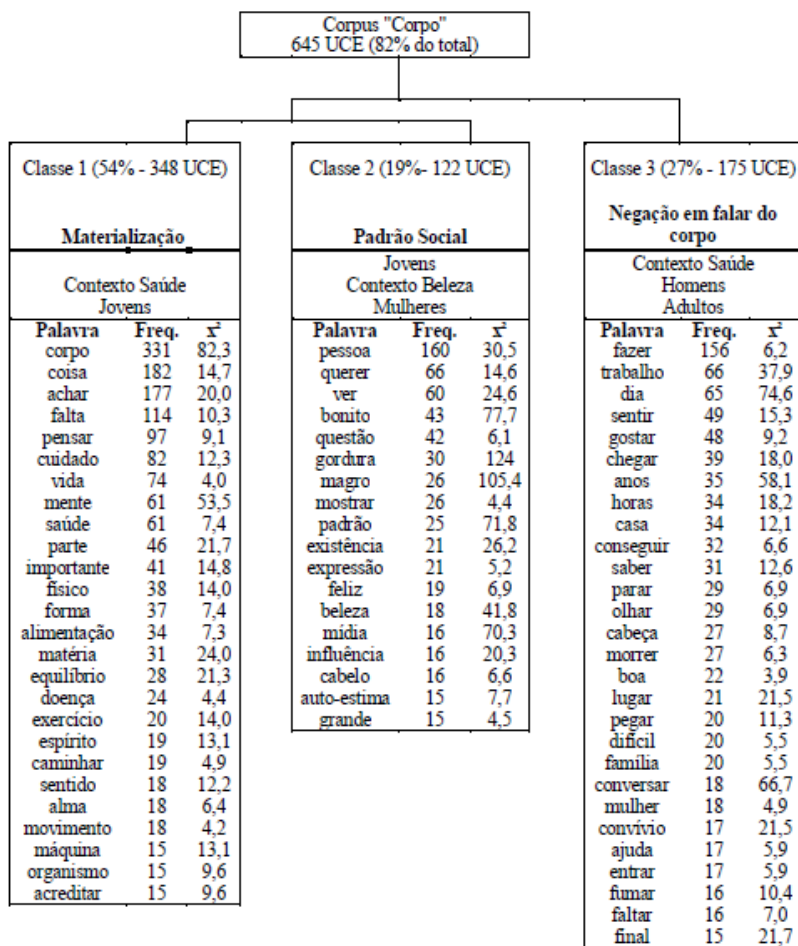 Corpus "Corpo"
645 UCE (82% do total)
Classe 1 (54% - 348 UCE)
Materialização
Contexto Saúde
Jovens
Palavra Freq. x²
corpo 331 82,3
coisa 182 14,7
achar 177 20,0
falta 114 10,3
pensar 97 9,1
cuidado 82 12,3
vida 74 4,0
mente 61 53,5
saúde 61 7,4
parte 46 21,7
importante 41 14,8
físico 38 14,0
forma 37 7,4
alimentação 34 7,3
matéria 31 24,0
equilíbrio 28 21,3
doença 24 4,4
exercício 20 14,0
espírito 19 13,1
caminhar 19 4,9
sentido 18 12,2
alma 18 6,4
movimento 18 4,2
máquina 15 13,1
organismo 15 9,6
acreditar 15 9,6
Classe 2 (19%- 122 UCE)
Padrão Social
Jovens
Contexto Beleza
Mulheres
Palavra Freq. x²
pessoa 160 30,5
querer 66 14,6
ver 60 24,6
bonito 43 77,7
questão 42 6,1
gordura 30 124
magro 26 105,4
mostrar 26 4,4
padrão 25 71,8
existência 21 26,2
expressão 21 5,2
feliz 19 6,9
beleza 18 41,8
mídia 16 70,3
influência 16 20,3
cabelo 16 6,6
auto-estima 15 7,7
grande 15 4,5
Classe 3 (27% - 175 UCE)
Negação em falar do
corpo
Contexto Saúde
Homens
Adultos
Palavra Freq. x²
fazer 156 6,2
trabalho 66 37,9
dia 65 74,6
sentir 49 15,3
gostar 48 9,2
chegar 39 18,0
anos 35 58,1
horas 34 18,2
casa 34 12,1
conseguir 32 6,6
saber 31 12,6
parar 29 6,9
olhar 29 6,9
cabeça 27 8,7
morrer 27 6,3
boa 22 3,9
lugar 21 21,5
pegar 20 11,3
difícil 20 5,5
família 20 5,5
conversar 18 66,7
mulher 18 4,9
convívio 17 21,5
ajuda 17 5,9
entrar 17 5,9
fumar 16 10,4
faltar 16 7,0
final 15 21,7